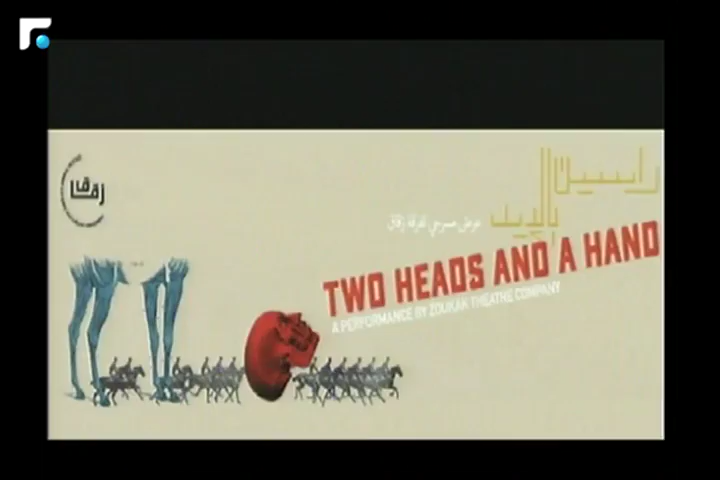 راسين
باليد
زقاق
عرض مسرحي لفرقة زقاق
TWO HEADS AND A HAND
A PERFORMANCE BY ZOUKAK THEATRE COMPANY